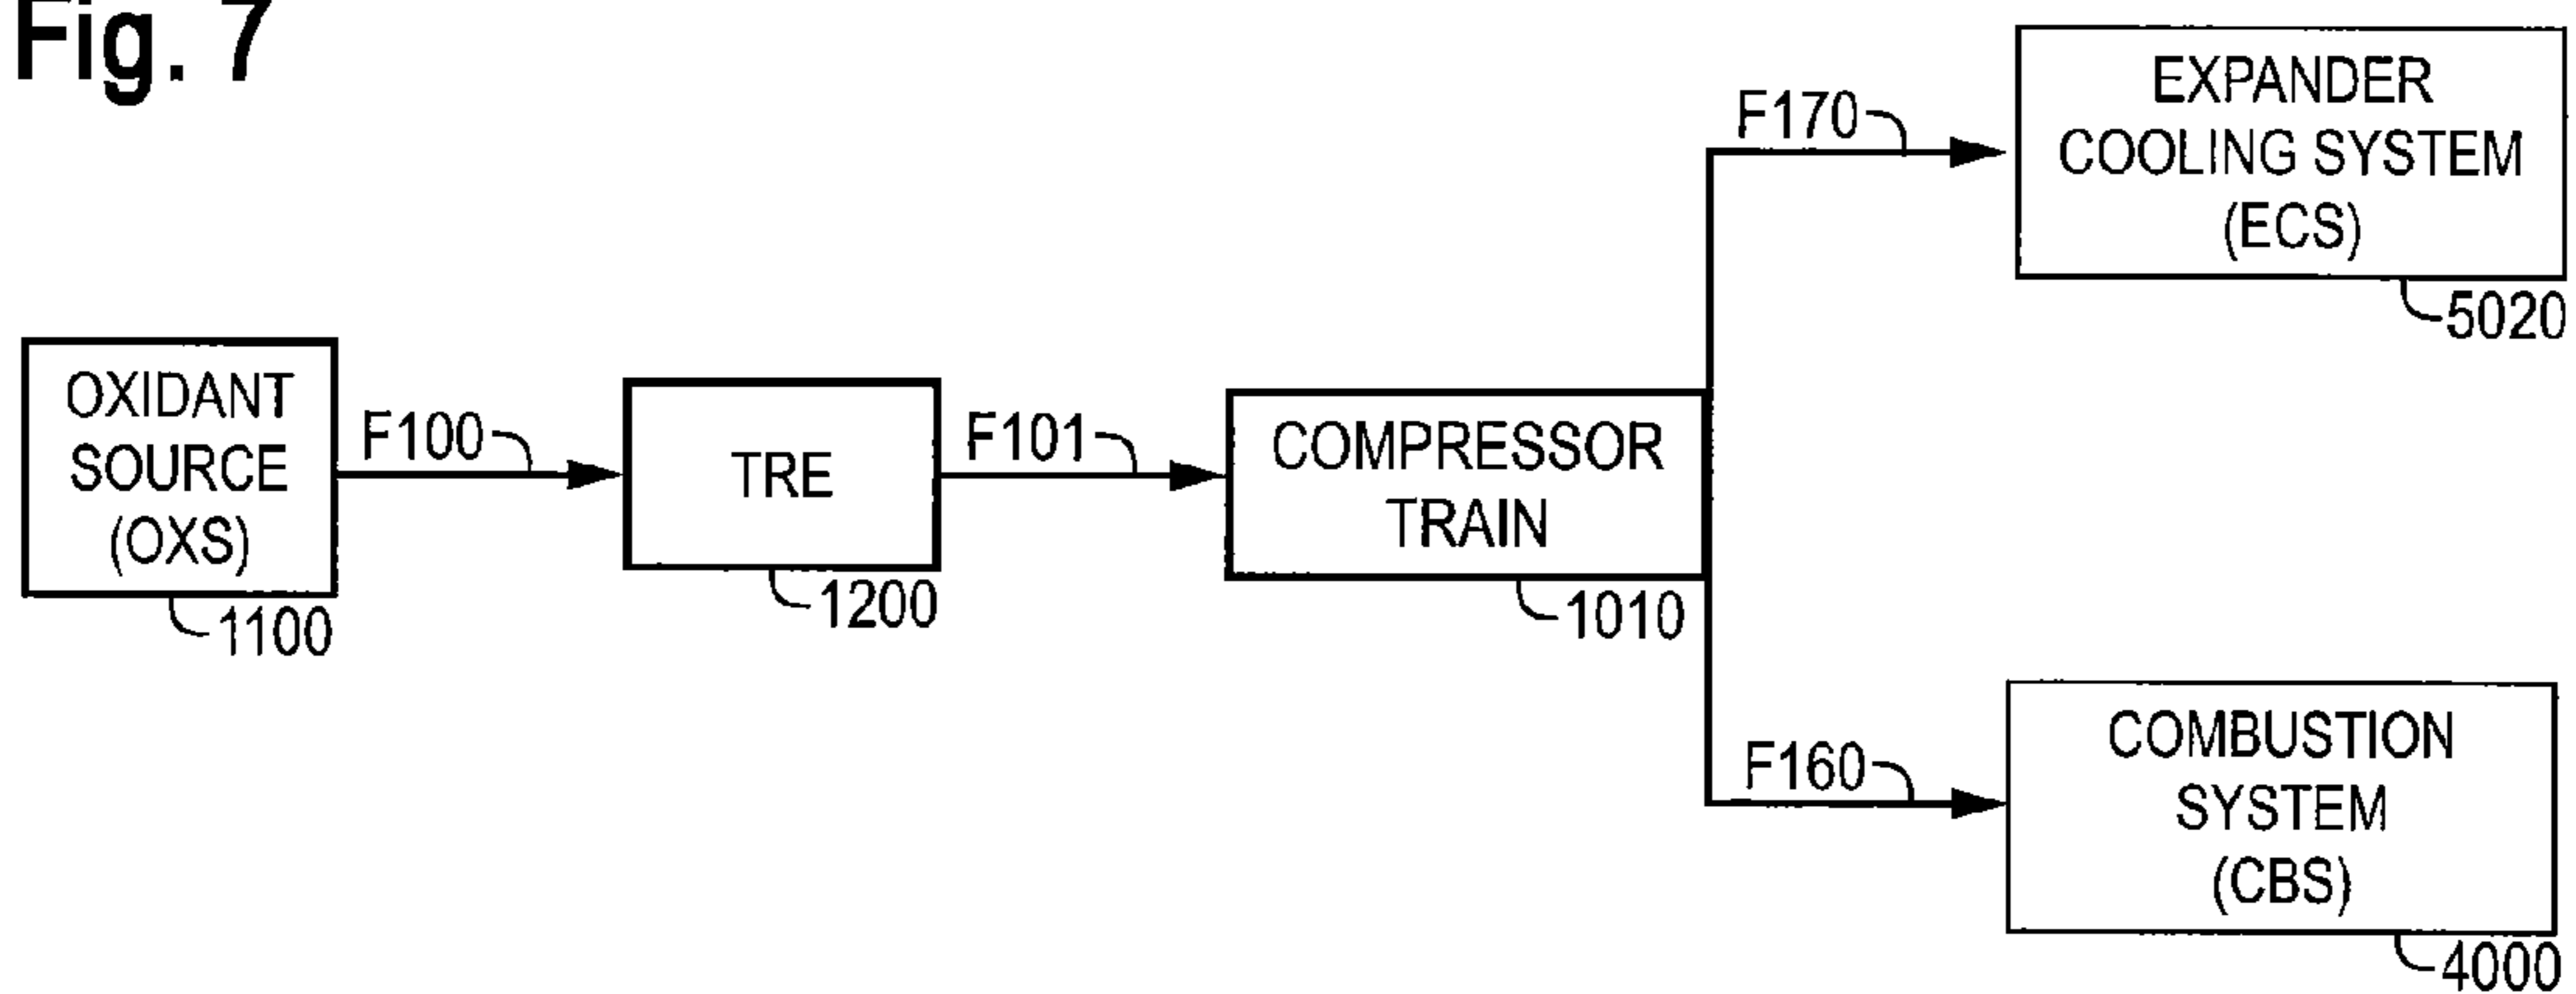 Fig. 7
EXPANDER
COOLING SYSTEM
(ECS)
5020
F170
OXIDANT
SOURCE
(OXS)
1100
F100
TRE
1200
F101
COMPRESSOR
TRAIN
1010
F160
COMBUSTION
SYSTEM
(CBS)
4000